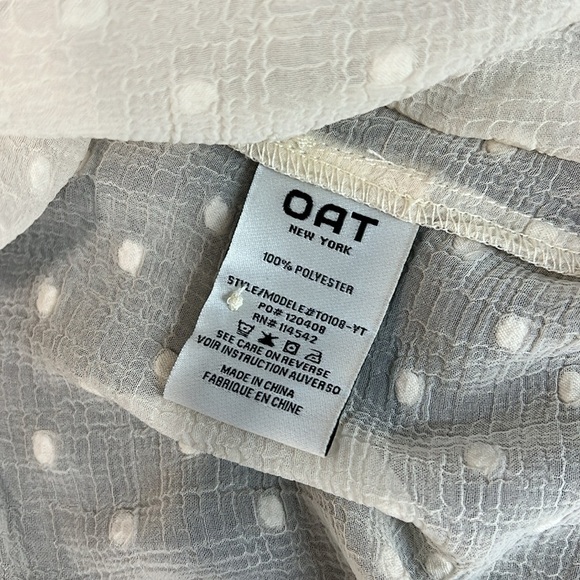 OAT
NEW YORK
100% POLYESTER
STYLE/MODELE#TO108-YT
PO# 120408
RN# 114542
SEE CARE ON REVERSE
VOIR INSTRUCTION AUVERSO
MADE IN CHINA
FABRIQUE EN CHINE